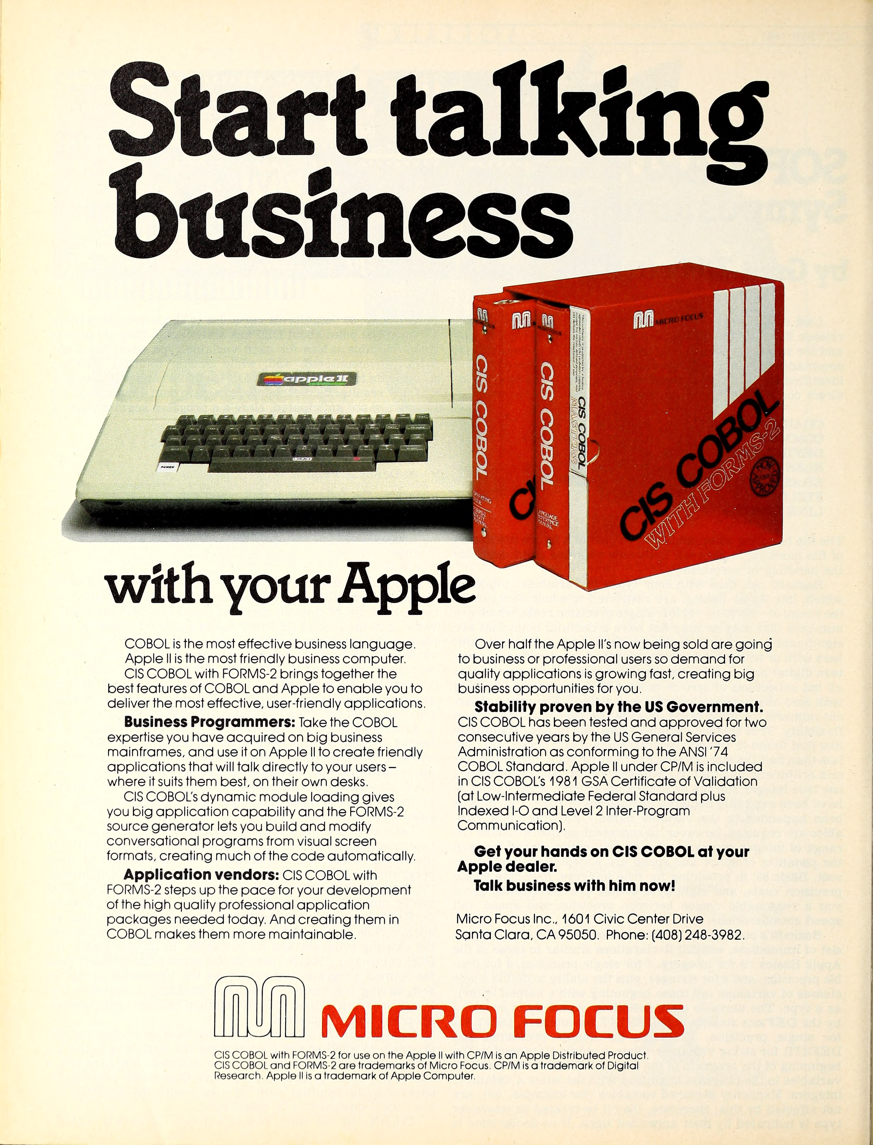 Start talking
business
apple II
POWER
CIS COBOL
CIS COBOL
LANGUAGE
REFERENCE
MANUAL
CIS COBOL
MICRO FOCUS
CIS COBOL
WITH FORMS-2
with your Apple
COBOL is the most effective business language.
Apple II is the most friendly business computer.
CIS COBOL with FORMS-2 brings together the
best features of COBOL and Apple to enable you to
deliver the most effective, user-friendly applications.
Business Programmers: Take the COBOL
expertise you have acquired on big business
mainframes, and use it on Apple II to create friendly
applications that will talk directly to your users –
where it suits them best, on their own desks.
CIS COBOL's dynamic module loading gives
you big application capability and the FORMS-2
source generator lets you build and modify
conversational programs from visual screen
formats, creating much of the code automatically.
Application vendors: CIS COBOL with
FORMS-2 steps up the pace for your development
of the high quality professional application
packages needed today. And creating them in
COBOL makes them more maintainable.
Over half the Apple II's now being sold are going
to business or professional users so demand for
quality applications is growing fast, creating big
business opportunities for you.
Stability proven by the US Government.
CIS COBOL has been tested and approved for two
consecutive years by the US General Services
Administration as conforming to the ANSI '74
COBOL Standard. Apple II under CP/M is included
in CIS COBOL's 1981 GSA Certificate of Validation
(at Low-Intermediate Federal Standard plus
Indexed I-O and Level 2 Inter-Program
Communication).
Get your hands on CIS COBOL at your
Apple dealer.
Talk business with him now!
Micro Focus Inc., 1601 Civic Center Drive
Santa Clara, CA 95050. Phone: (408) 248-3982.
MICRO FOCUS
CIS COBOL with FORMS-2 for use on the Apple II with CP/M is an Apple Distributed Product.
CIS COBOL and FORMS-2 are trademarks of Micro Focus. CP/M is a trademark of Digital
Research. Apple II is a trademark of Apple Computer.